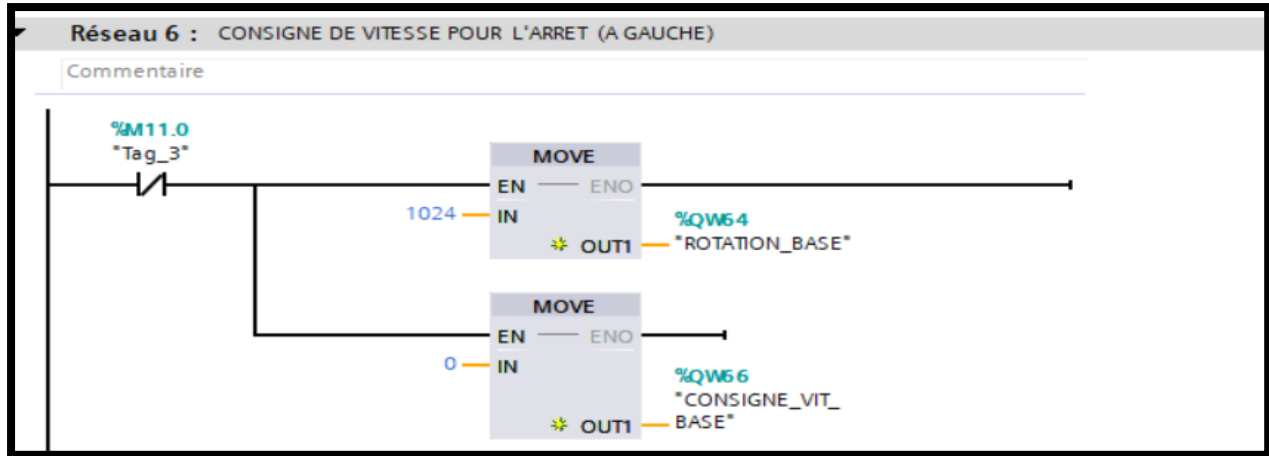 Réseau 6 : CONSIGNE DE VITESSE POUR L'ARRET (A GAUCHE)
Commentaire
%M11.0
"Tag_3"
MOVE
EN ENO
1024 IN
OUT1
%QW64
"ROTATION_BASE"
MOVE
EN ENO
0 IN
OUT1
%QW66
"CONSIGNE_VIT_
BASE"